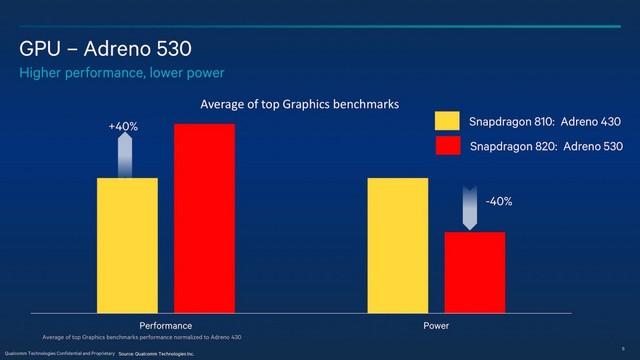 GPU – Adreno 530
Higher performance, lower power
Average of top Graphics benchmarks
Snapdragon 810: Adreno 430
Snapdragon 820: Adreno 530
+40%
-40%
Performance
Power
Average of top Graphics benchmarks performance normalized to Adreno 430
Qualcomm Technologies Confidential and Proprietary Source: Qualcomm Technologies Inc.